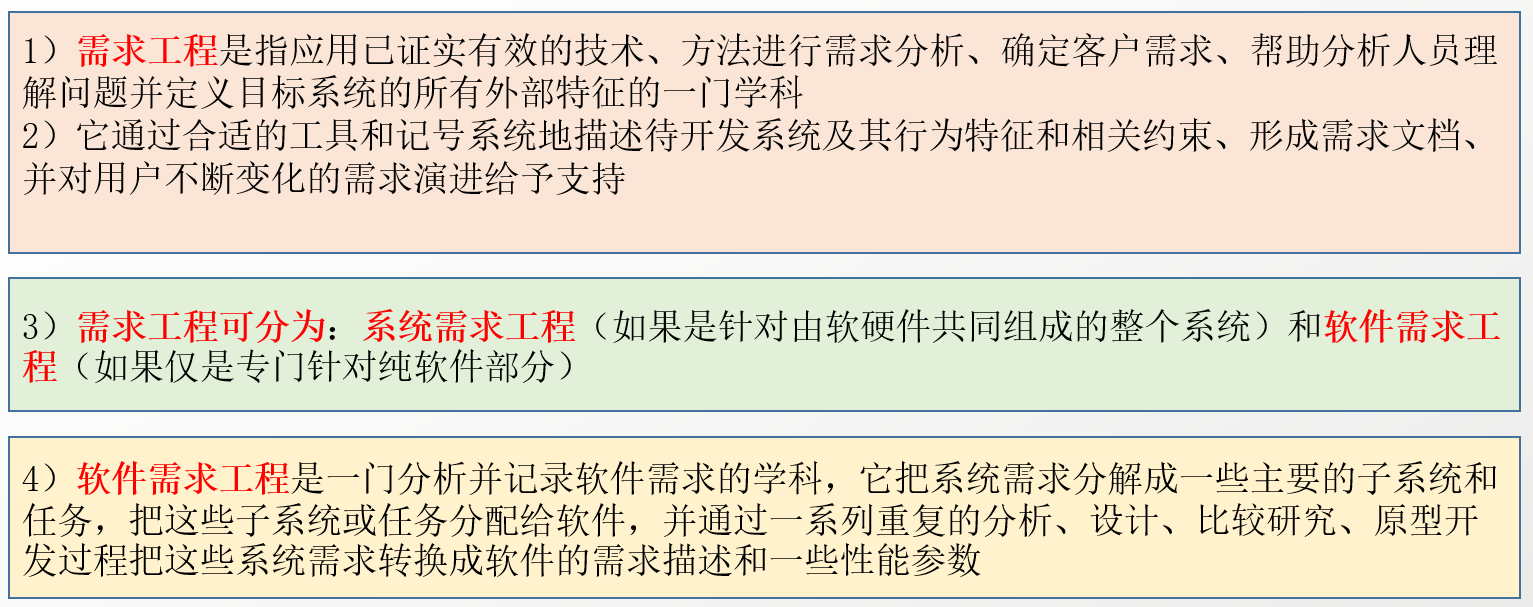 1）需求工程是指应用已证实有效的技术、方法进行需求分析、确定客户需求、帮助分析人员理
解问题并定义目标系统的所有外部特征的一门学科
2）它通过合适的工具和记号系统地描述待开发系统及其行为特征和相关约束、形成需求文档、
并对用户不断变化的需求演进给予支持
3）需求工程可分为：系统需求工程（如果是针对由软硬件共同组成的整个系统）和软件需求工
程（如果仅是专门针对纯软件部分）
4）软件需求工程是一门分析并记录软件需求的学科，它把系统需求分解成一些主要的子系统和
任务，把这些子系统或任务分配给软件，并通过一系列重复的分析、设计、比较研究、原型开
发过程把这些系统需求转换成软件的需求描述和一些性能参数